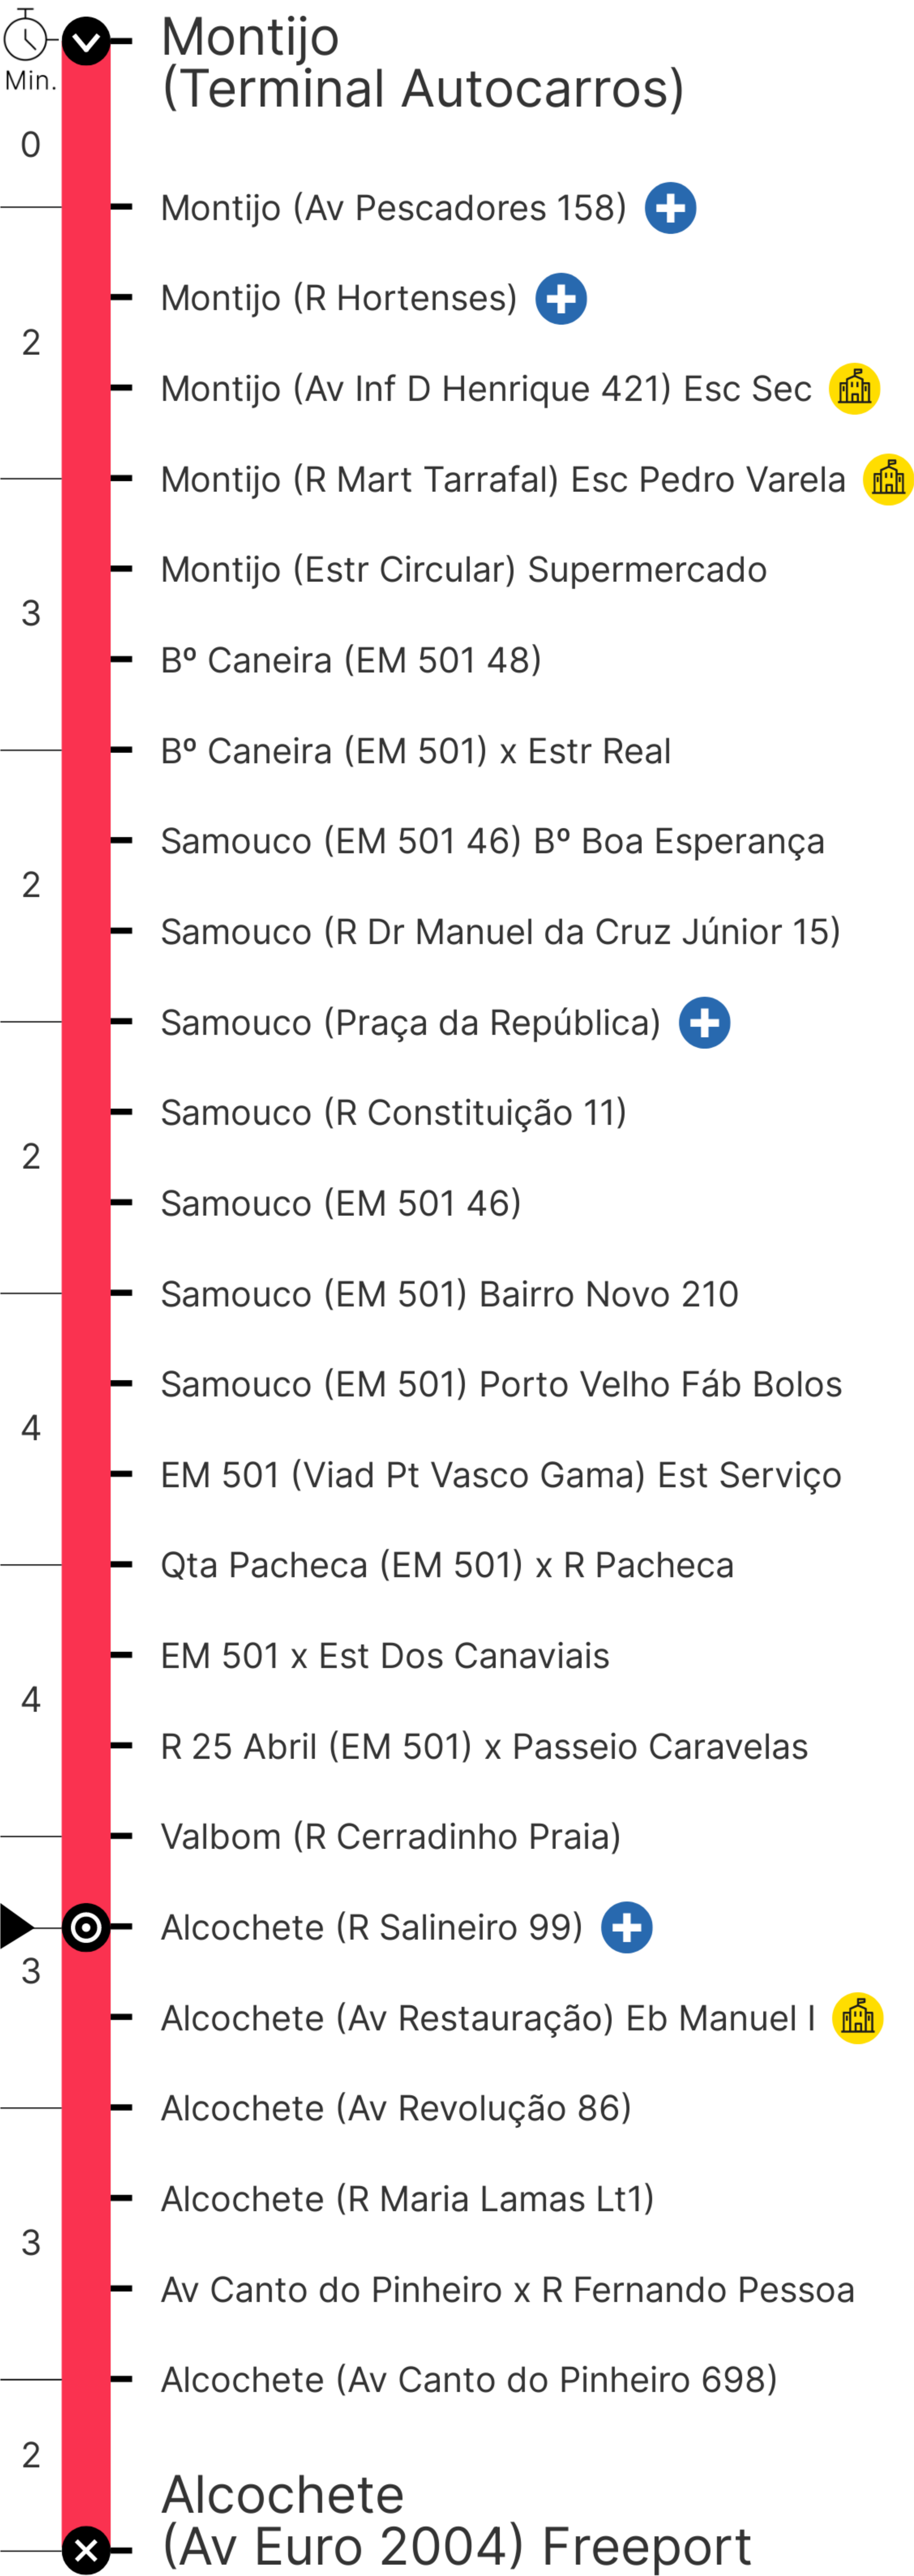 Montijo
(Terminal Autocarros)
Min.
0
Montijo (Av Pescadores 158)
Montijo (R Hortenses)
2
Montijo (Av Inf D Henrique 421) Esc Sec
Montijo (R Mart Tarrafal) Esc Pedro Varela
Montijo (Estr Circular) Supermercado
3
Bº Caneira (EM 501 48)
Bº Caneira (EM 501) x Estr Real
Samouco (EM 501 46) Bº Boa Esperança
2
Samouco (R Dr Manuel da Cruz Júnior 15)
Samouco (Praça da República)
Samouco (R Constituição 11)
2
Samouco (EM 501 46)
Samouco (EM 501) Bairro Novo 210
Samouco (EM 501) Porto Velho Fáb Bolos
4
EM 501 (Viad Pt Vasco Gama) Est Serviço
Qta Pacheca (EM 501) x R Pacheca
EM 501 x Est Dos Canaviais
4
R 25 Abril (EM 501) x Passeio Caravelas
Valbom (R Cerradinho Praia)
Alcochete (R Salineiro 99)
3
Alcochete (Av Restauração) Eb Manuel I
Alcochete (Av Revolução 86)
Alcochete (R Maria Lamas Lt1)
3
Av Canto do Pinheiro x R Fernando Pessoa
Alcochete (Av Canto do Pinheiro 698)
2
Alcochete
(Av Euro 2004) Freeport